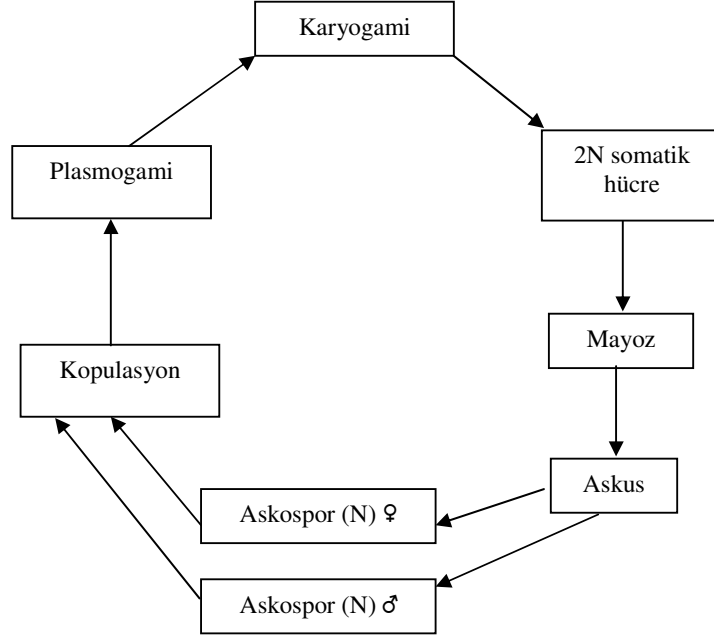 Karyogami
Plasmogami
2N somatik
hücre
Mayoz
Kopulasyon
Askus
Askospor (N) ♀
Askospor (N) ♂